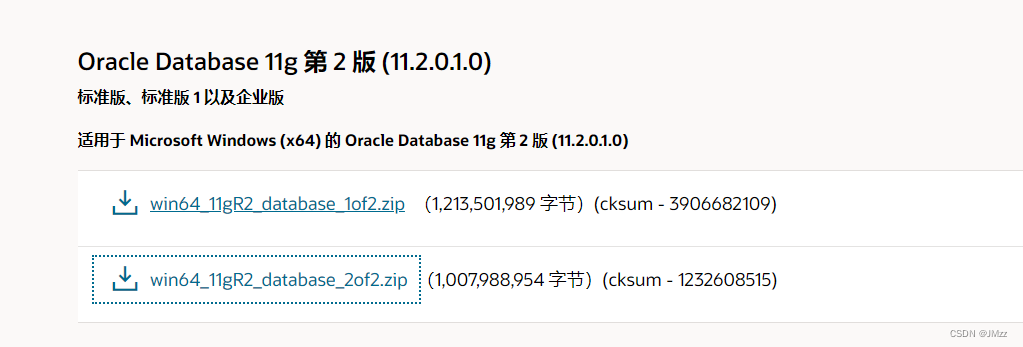 Oracle Database 11g 第 2 版 (11.2.0.1.0)
标准版、标准版 1 以及企业版
适用于 Microsoft Windows (x64) 的 Oracle Database 11g 第 2 版 (11.2.0.1.0)
win64_11gR2_database_1of2.zip （1,213,501,989 字节）(cksum - 3906682109)
win64_11gR2_database_2of2.zip （1,007,988,954 字节）(cksum - 1232608515)
CSDN @JMzz